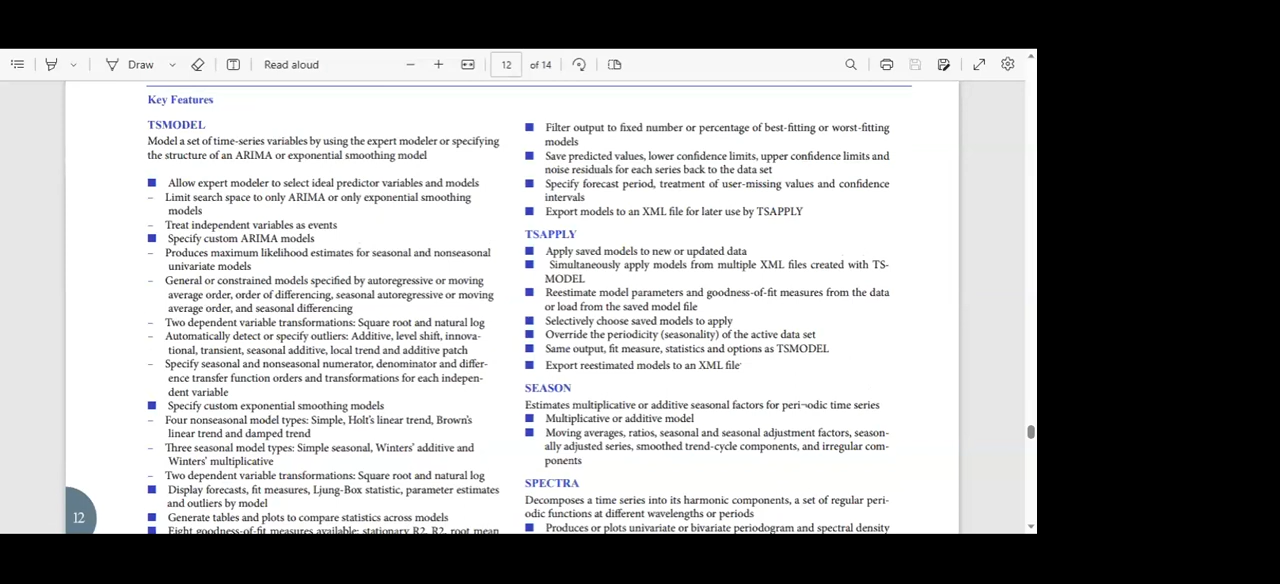 Draw
Read aloud
12 of 14
Key Features
TSMODEL
Model a set of time-series variables by using the expert modeler or specifying
the structure of an ARIMA or exponential smoothing model
■ Allow expert modeler to select ideal predictor variables and models
– Limit search space to only ARIMA or only exponential smoothing
models
– Treat independent variables as events
■ Specify custom ARIMA models
– Produces maximum likelihood estimates for seasonal and nonseasonal
univariate models
– General or constrained models specified by autoregressive or moving
average order, order of differencing, seasonal autoregressive or moving
average order, and seasonal differencing
– Two dependent variable transformations: Square root and natural log
– Automatically detect or specify outliers: Additive, level shift, innova-
tional, transient, seasonal additive, local trend and additive patch
– Specify seasonal and nonseasonal numerator, denominator and differ-
ence transfer function orders and transformations for each indepen-
dent variable
■ Specify custom exponential smoothing models
– Four nonseasonal model types: Simple, Holt's linear trend, Brown's
linear trend and damped trend
– Three seasonal model types: Simple seasonal, Winters' additive and
Winters' multiplicative
– Two dependent variable transformations: Square root and natural log
■ Display forecasts, fit measures, Ljung-Box statistic, parameter estimates
and outliers by model
■ Generate tables and plots to compare statistics across models
■ Eight goodness-of-fit measures available: stationary R2, R2, root mean
■ Filter output to fixed number or percentage of best-fitting or worst-fitting
models
■ Save predicted values, lower confidence limits, upper confidence limits and
noise residuals for each series back to the data set
■ Specify forecast period, treatment of user-missing values and confidence
intervals
■ Export models to an XML file for later use by TSAPPLY
TSAPPLY
■ Apply saved models to new or updated data
■ Simultaneously apply models from multiple XML files created with TS-
MODEL
■ Reestimate model parameters and goodness-of-fit measures from the data
or load from the saved model file
■ Selectively choose saved models to apply
■ Override the periodicity (seasonality) of the active data set
■ Same output, fit measure, statistics and options as TSMODEL
■ Export reestimated models to an XML file
SEASON
Estimates multiplicative or additive seasonal factors for peri¬odic time series
■ Multiplicative or additive model
■ Moving averages, ratios, seasonal and seasonal adjustment factors, season-
ally adjusted series, smoothed trend-cycle components, and irregular com-
ponents
SPECTRA
Decomposes a time series into its harmonic components, a set of regular peri-
odic functions at different wavelengths or periods
■ Produces or plots univariate or bivariate periodogram and spectral density
12